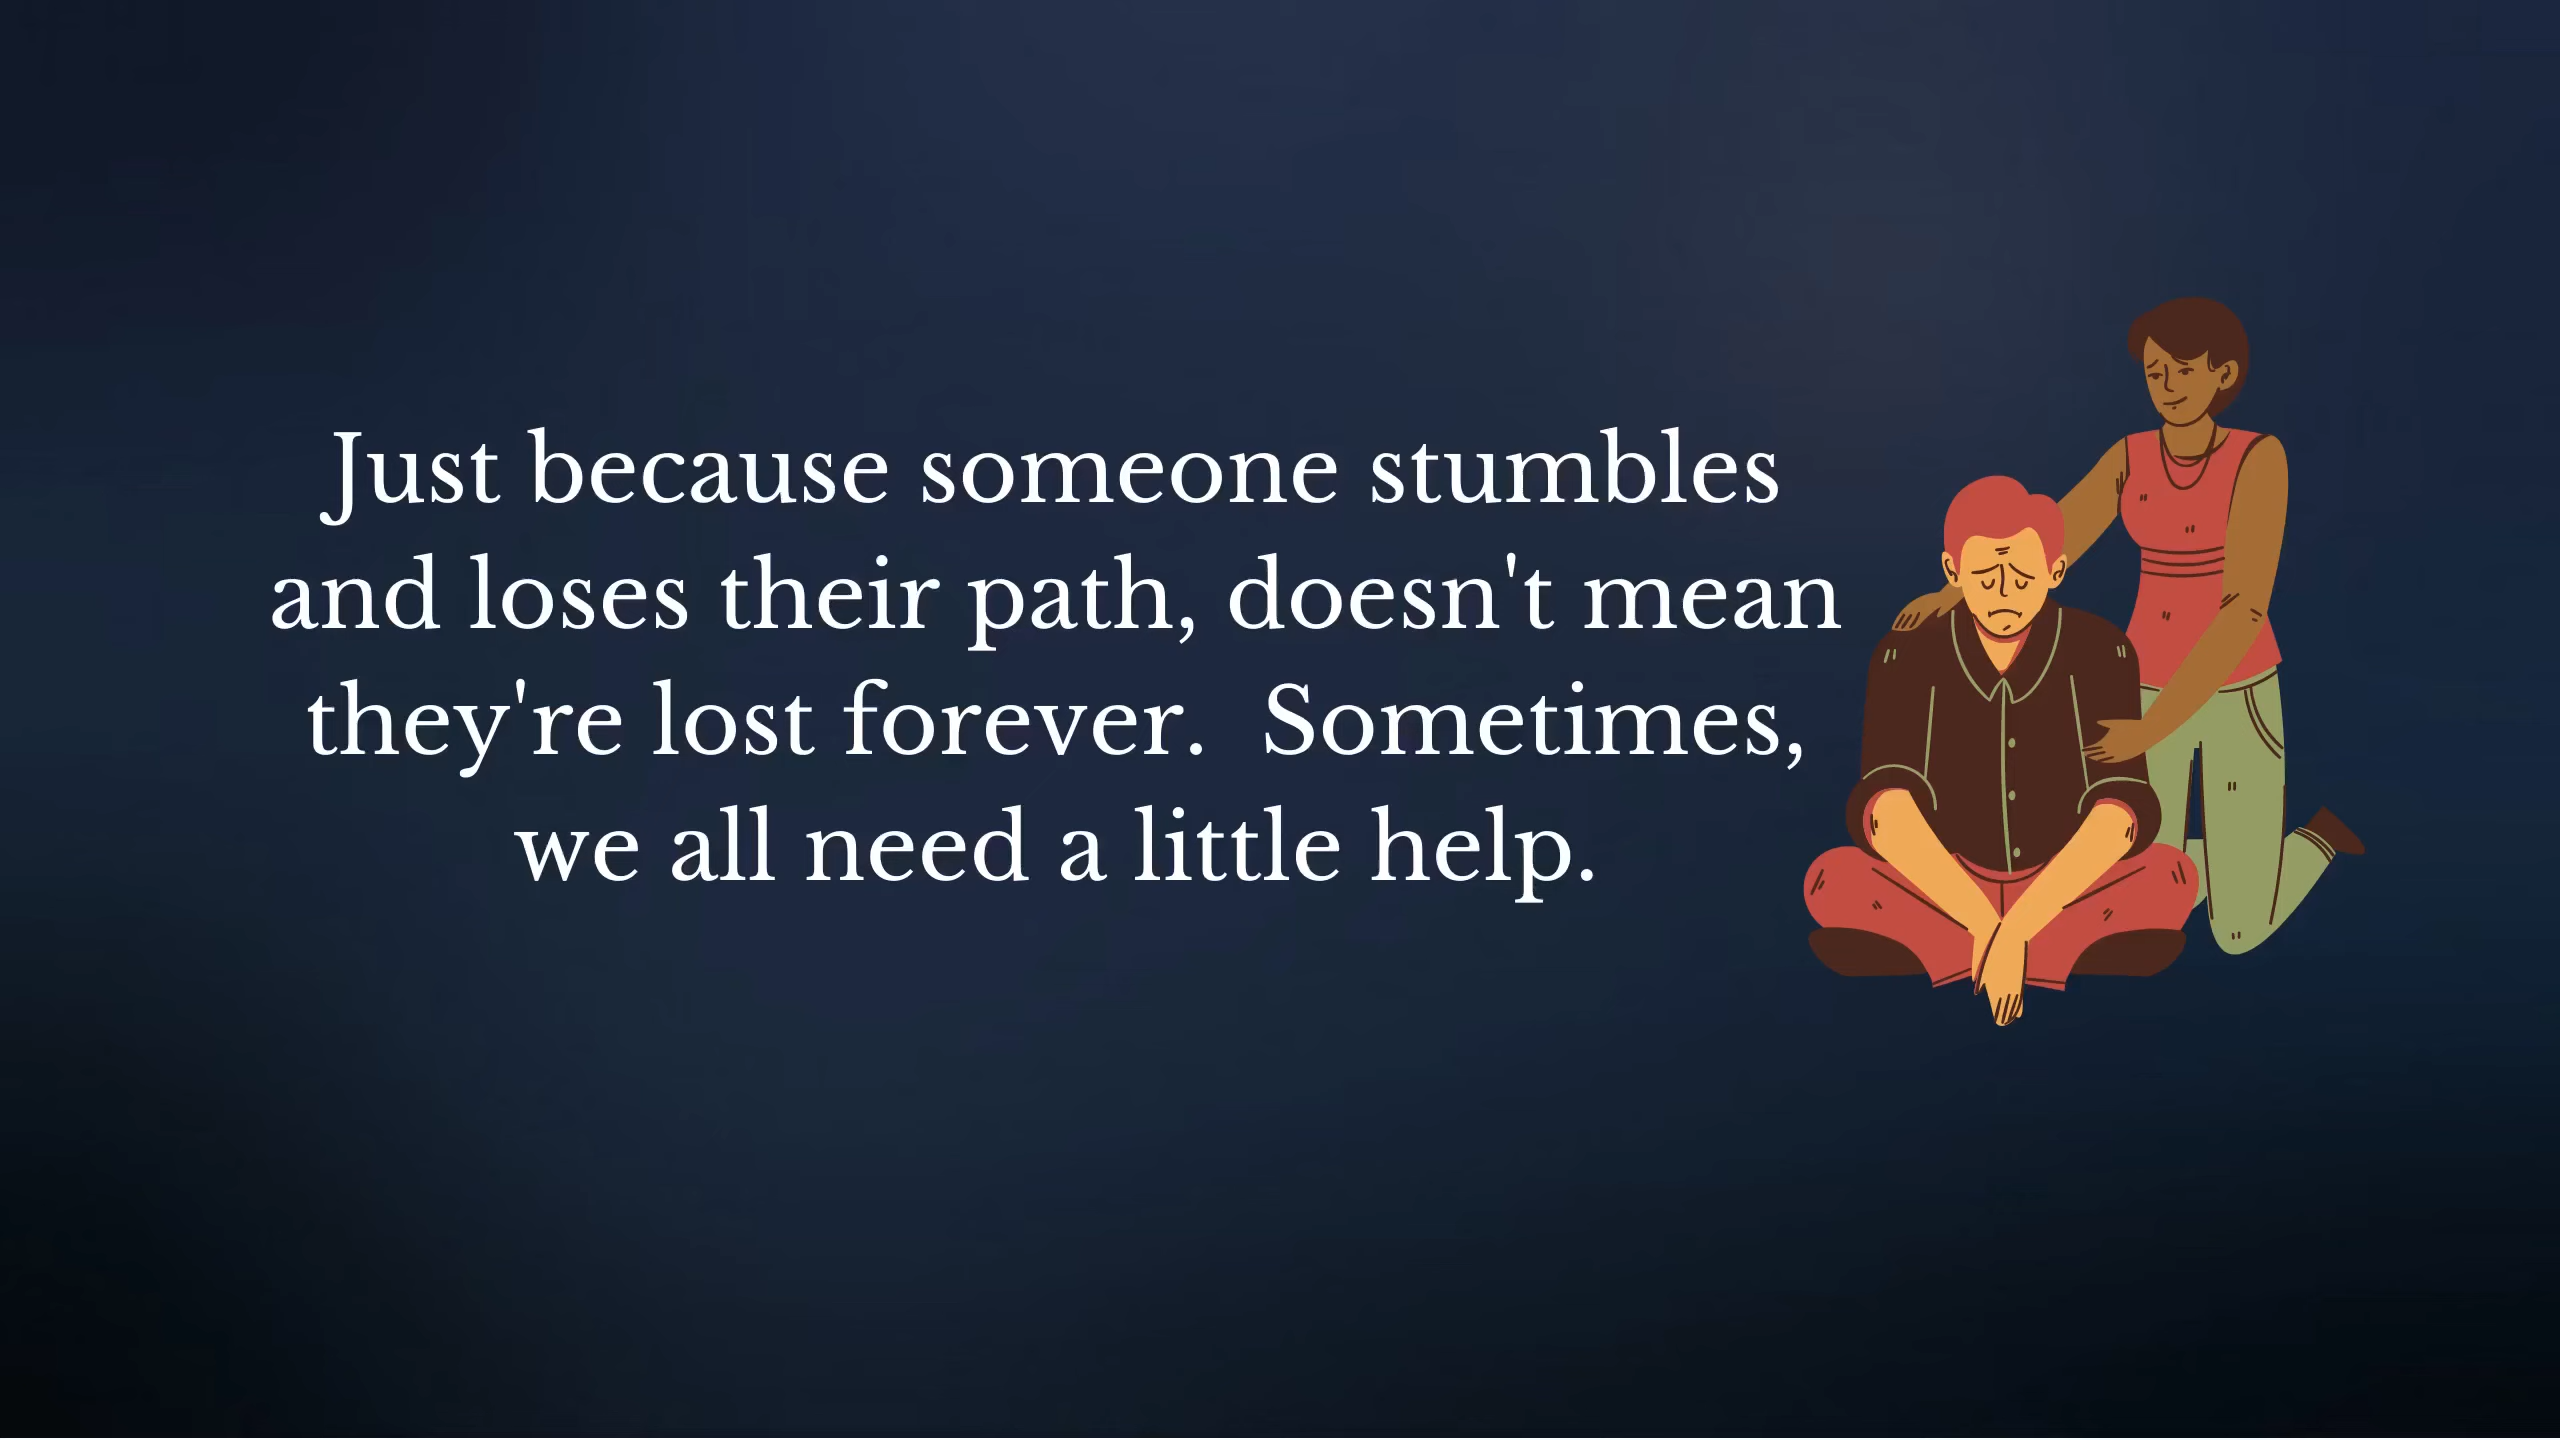 Just because someone stumbles
and loses their path, doesn't mean
they're lost forever.  Sometimes,
we all need a little help.